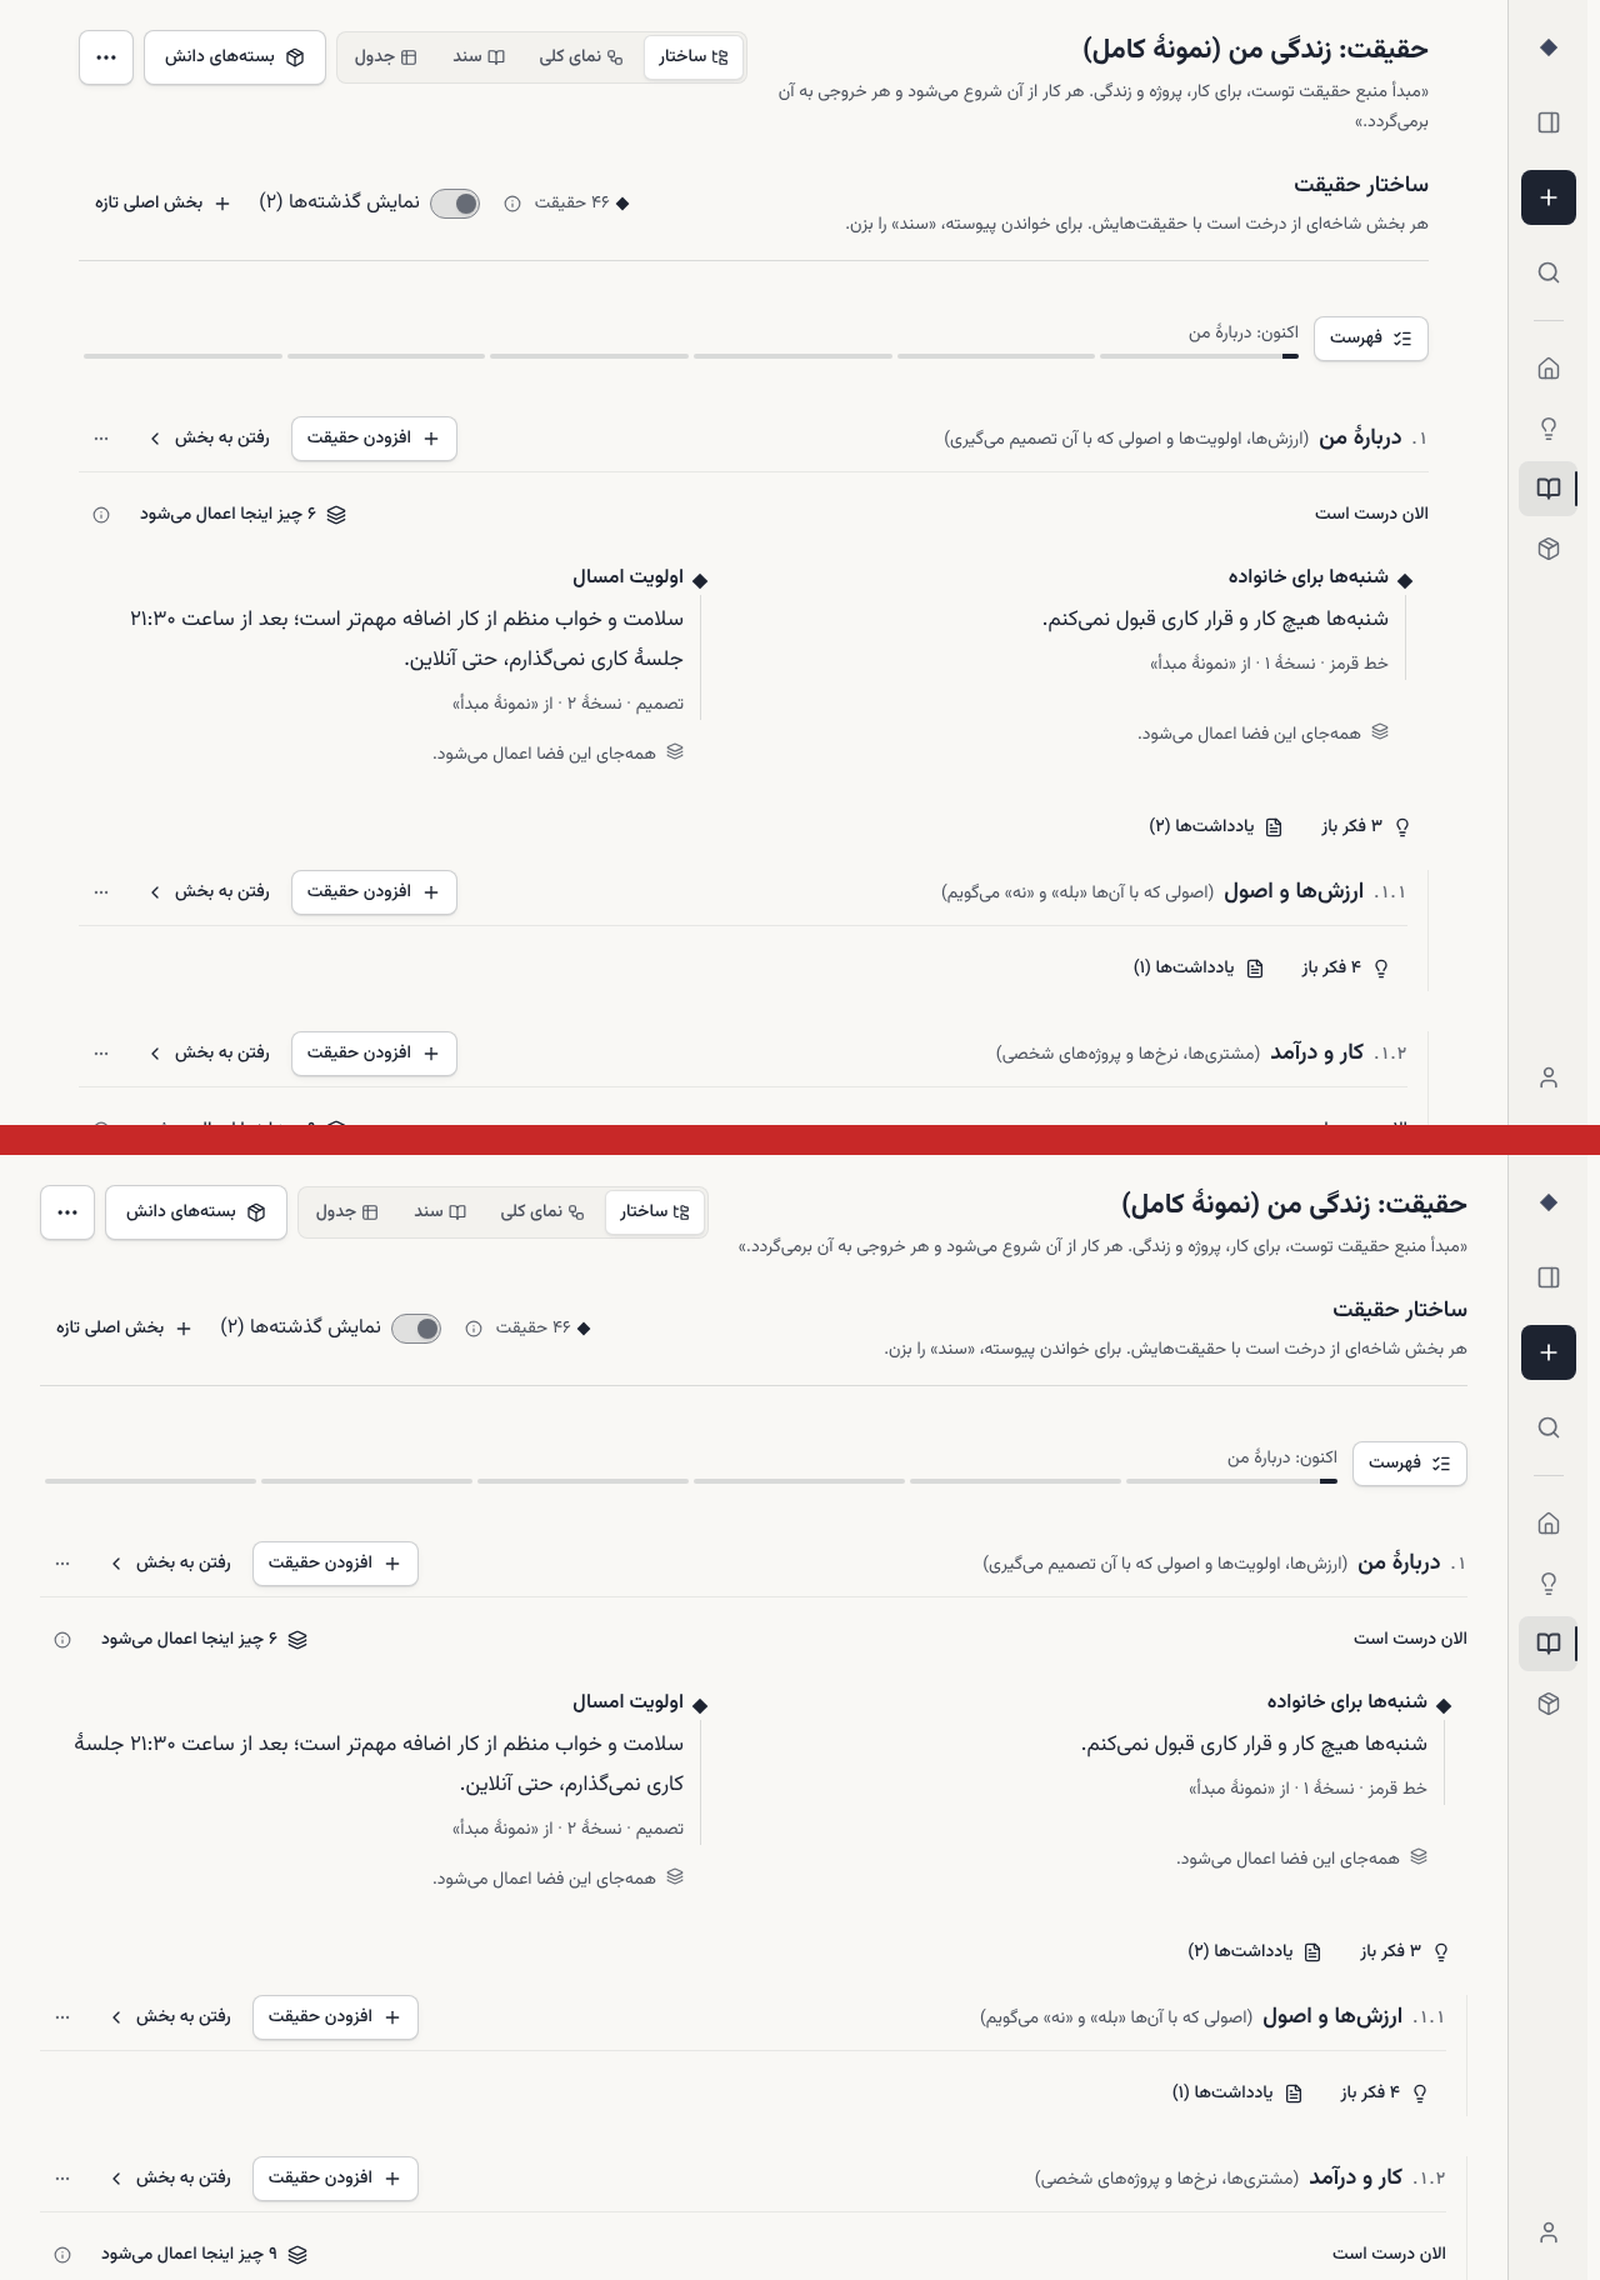 حقیقت: زندگی من (نمونهٔ کامل)
ساختار
نمای کلی
سند
جدول
بسته‌های دانش
«مبدأ منبع حقیقت توست، برای کار، پروژه و زندگی. هر کار از آن شروع می‌شود و هر خروجی به آن
برمی‌گردد.»
ساختار حقیقت
۴۶ حقیقت
نمایش گذشته‌ها (۲)
بخش اصلی تازه
هر بخش شاخه‌ای از درخت است با حقیقت‌هایش. برای خواندن پیوسته، «سند» را بزن.
فهرست
اکنون: دربارهٔ من
۱. دربارهٔ من (ارزش‌ها، اولویت‌ها و اصولی که با آن تصمیم می‌گیری)
افزودن حقیقت
رفتن به بخش
الان درست است
۶ چیز اینجا اعمال می‌شود
شنبه‌ها برای خانواده
شنبه‌ها هیچ کار و قرار کاری قبول نمی‌کنم.
خط قرمز · نسخهٔ ۱ · از «نمونهٔ مبدأ»
همه‌جای این فضا اعمال می‌شود.
اولویت امسال
سلامت و خواب منظم از کار اضافه مهم‌تر است؛ بعد از ساعت ۲۱:۳۰
جلسهٔ کاری نمی‌گذارم، حتی آنلاین.
تصمیم · نسخهٔ ۲ · از «نمونهٔ مبدأ»
همه‌جای این فضا اعمال می‌شود.
۳ فکر باز
یادداشت‌ها (۲)
۱.۱. ارزش‌ها و اصول (اصولی که با آن‌ها «بله» و «نه» می‌گویم)
افزودن حقیقت
رفتن به بخش
۴ فکر باز
یادداشت‌ها (۱)
۱.۲. کار و درآمد (مشتری‌ها، نرخ‌ها و پروژه‌های شخصی)
افزودن حقیقت
رفتن به بخش
حقیقت: زندگی من (نمونهٔ کامل)
ساختار
نمای کلی
سند
جدول
بسته‌های دانش
«مبدأ منبع حقیقت توست، برای کار، پروژه و زندگی. هر کار از آن شروع می‌شود و هر خروجی به آن برمی‌گردد.»
ساختار حقیقت
۴۶ حقیقت
نمایش گذشته‌ها (۲)
بخش اصلی تازه
هر بخش شاخه‌ای از درخت است با حقیقت‌هایش. برای خواندن پیوسته، «سند» را بزن.
فهرست
اکنون: دربارهٔ من
۱. دربارهٔ من (ارزش‌ها، اولویت‌ها و اصولی که با آن تصمیم می‌گیری)
افزودن حقیقت
رفتن به بخش
الان درست است
۶ چیز اینجا اعمال می‌شود
شنبه‌ها برای خانواده
شنبه‌ها هیچ کار و قرار کاری قبول نمی‌کنم.
خط قرمز · نسخهٔ ۱ · از «نمونهٔ مبدأ»
همه‌جای این فضا اعمال می‌شود.
اولویت امسال
سلامت و خواب منظم از کار اضافه مهم‌تر است؛ بعد از ساعت ۲۱:۳۰ جلسهٔ
کاری نمی‌گذارم، حتی آنلاین.
تصمیم · نسخهٔ ۲ · از «نمونهٔ مبدأ»
همه‌جای این فضا اعمال می‌شود.
۳ فکر باز
یادداشت‌ها (۲)
۱.۱. ارزش‌ها و اصول (اصولی که با آن‌ها «بله» و «نه» می‌گویم)
افزودن حقیقت
رفتن به بخش
۴ فکر باز
یادداشت‌ها (۱)
۱.۲. کار و درآمد (مشتری‌ها، نرخ‌ها و پروژه‌های شخصی)
افزودن حقیقت
رفتن به بخش
الان درست است
۹ چیز اینجا اعمال می‌شود